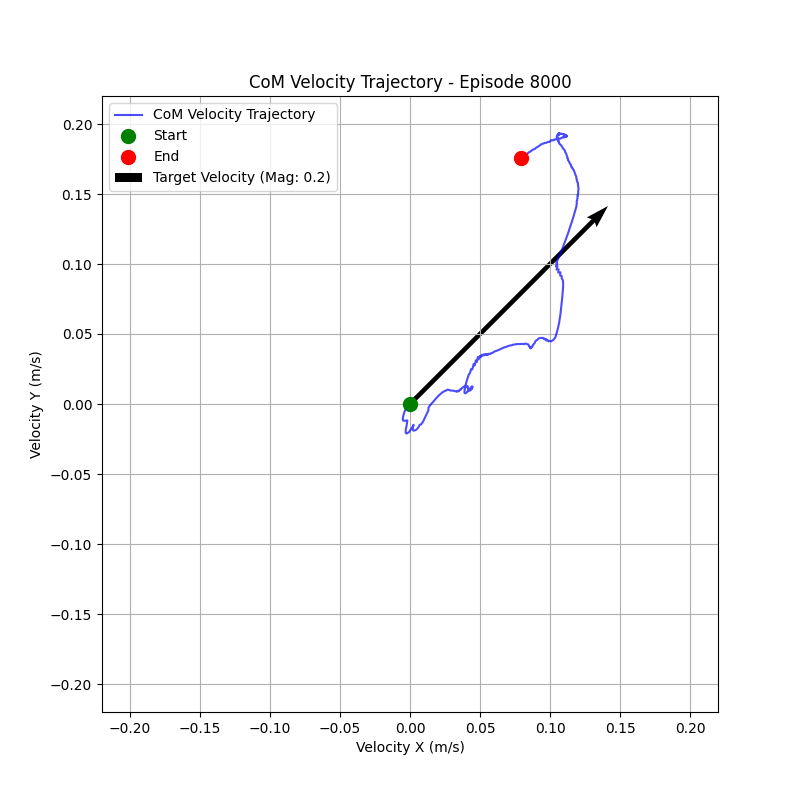 CoM Velocity Trajectory - Episode 8000
CoM Velocity Trajectory
Start
End
Target Velocity (Mag: 0.2)
0.20
0.15
0.10
0.05
0.00
−0.05
−0.10
−0.15
−0.20
Velocity Y (m/s)
−0.20 −0.15 −0.10 −0.05 0.00 0.05 0.10 0.15 0.20
Velocity X (m/s)